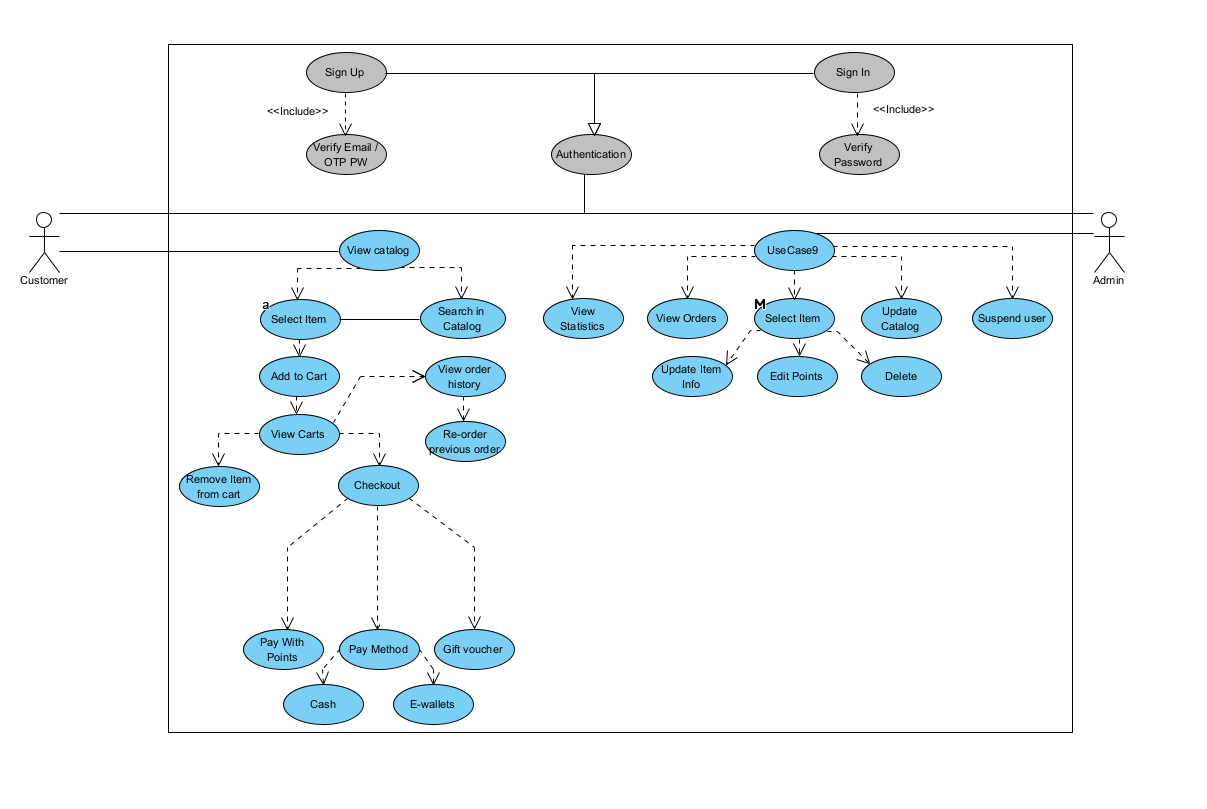 Sign Up
Sign In
<<Include>>
<<Include>>
Verify Email /
OTP PW
Authentication
Verify
Password
Customer
Admin
View catalog
UseCase9
a
Select Item
Search in
Catalog
View
Statistics
View Orders
M
Select Item
Update
Catalog
Suspend user
Add to Cart
View order
history
Update Item
Info
Edit Points
Delete
View Carts
Re-order
previous order
Remove Item
from cart
Checkout
Pay With
Points
Pay Method
Gift voucher
Cash
E-wallets